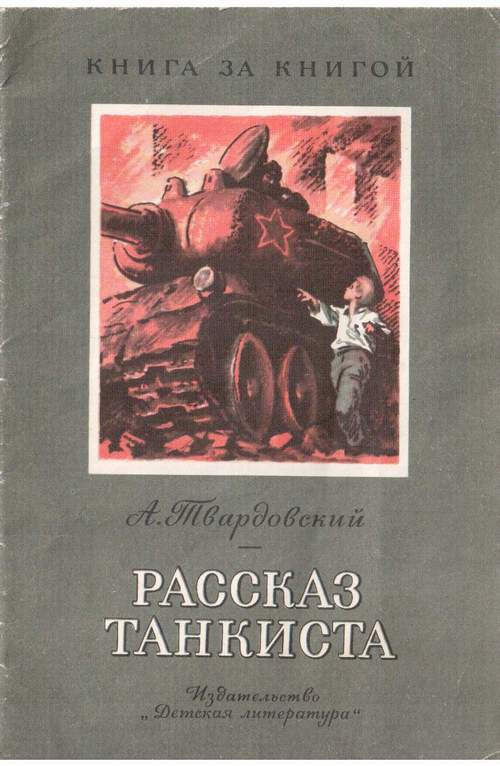 КНИГА ЗА КНИГОЙ
А. Твардовский
РАССКАЗ
ТАНКИСТА
Издательство
„Детская литература“